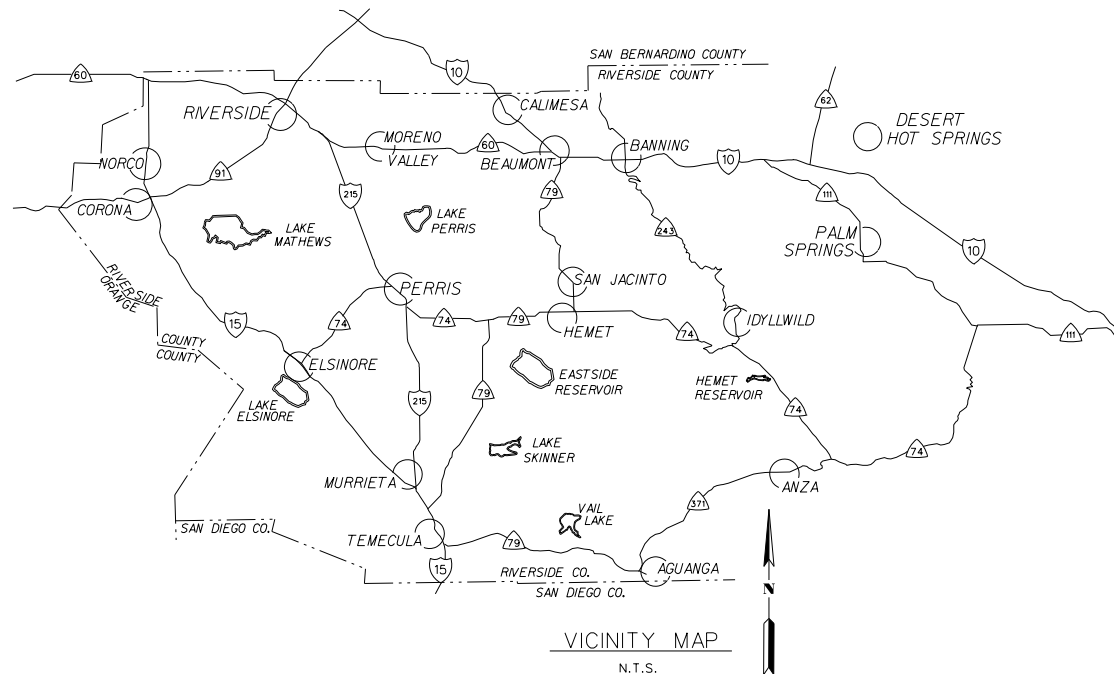 SAN BERNARDINO COUNTY
RIVERSIDE COUNTY
60
10
62
CALIMESA
RIVERSIDE
DESERT
HOT SPRINGS
MORENO
VALLEY
60
BEAUMONT
BANNING
10
NORCO
91
215
79
111
CORONA
LAKE
MATHEWS
LAKE
PERRIS
243
PALM
SPRINGS
10
RIVERSIDE
ORANGE
PERRIS
SAN JACINTO
15
74
74
79
HEMET
74
IDYLLWILD
111
COUNTY
COUNTY
ELSINORE
EASTSIDE
RESERVOIR
HEMET
RESERVOIR
LAKE
ELSINORE
215
79
74
LAKE
SKINNER
74
MURRIETA
ANZA
371
SAN DIEGO CO.
VAIL
LAKE
TEMECULA
79
15
RIVERSIDE CO.
SAN DIEGO CO.
AGUANGA
N
VICINITY MAP
N.T.S.